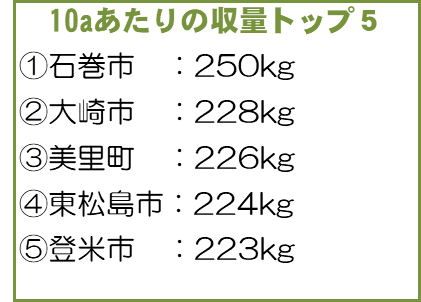 10aあたりの収量トップ５
①石巻市　：250kg
②大崎市　：228kg
③美里町　：226kg
④東松島市：224kg
⑤登米市　：223kg